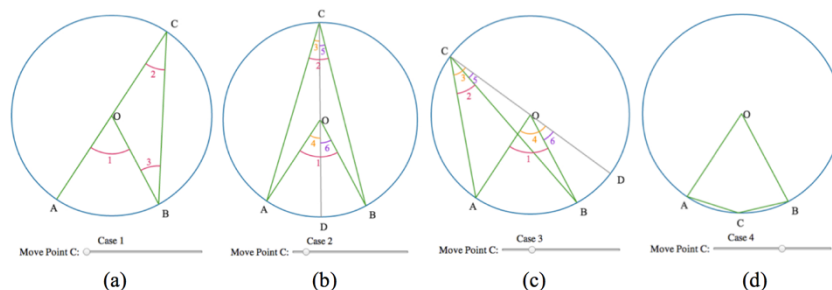 C
2
O
1
3
A
B
Case 1
Move Point C:
(a)
C
3
5
2
O
4
6
1
A
B
D
Case 2
Move Point C:
(b)
C
3
5
2
O
4
6
1
D
A
B
Case 3
Move Point C:
(c)
O
A
B
C
Case 4
Move Point C:
(d)